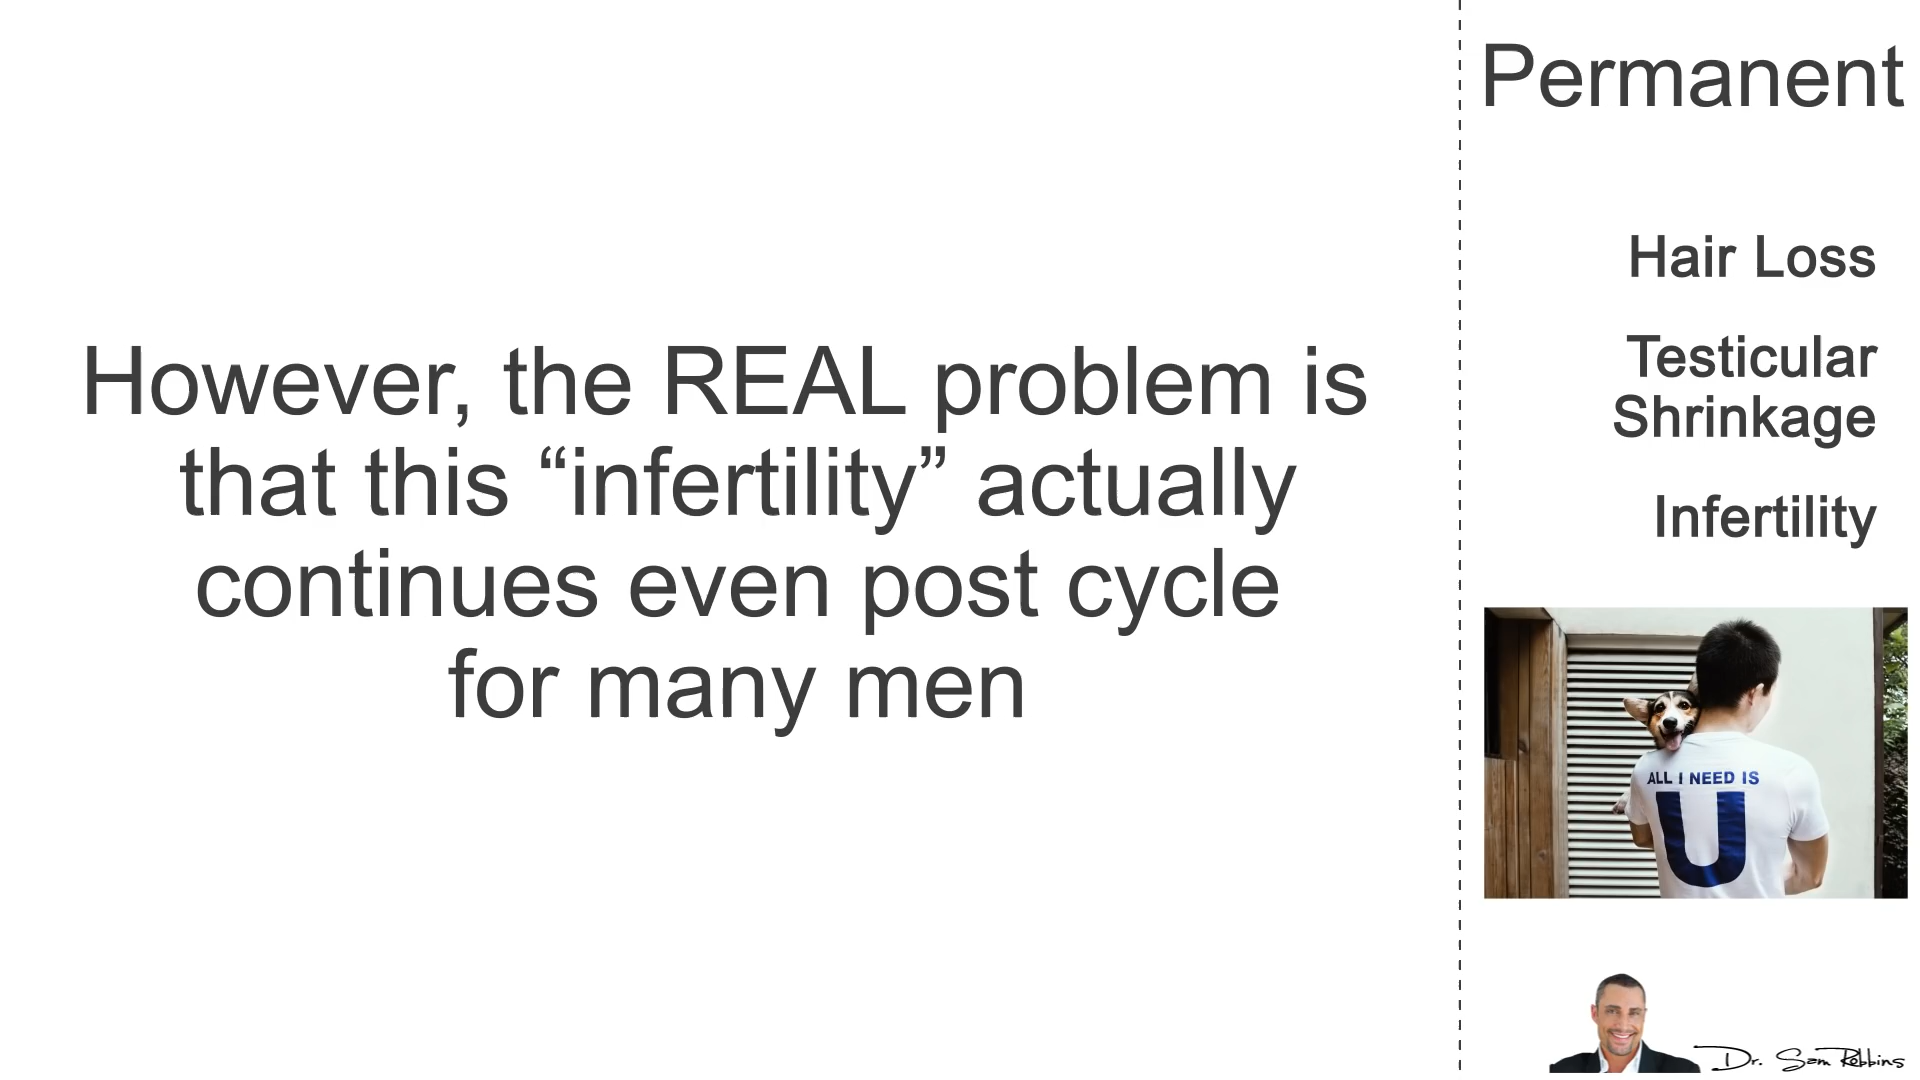 However, the REAL problem is
that this “infertility” actually
continues even post cycle
for many men
Permanent
Hair Loss
Testicular
Shrinkage
Infertility
ALL I NEED IS
U
Dr. Sam Robbins